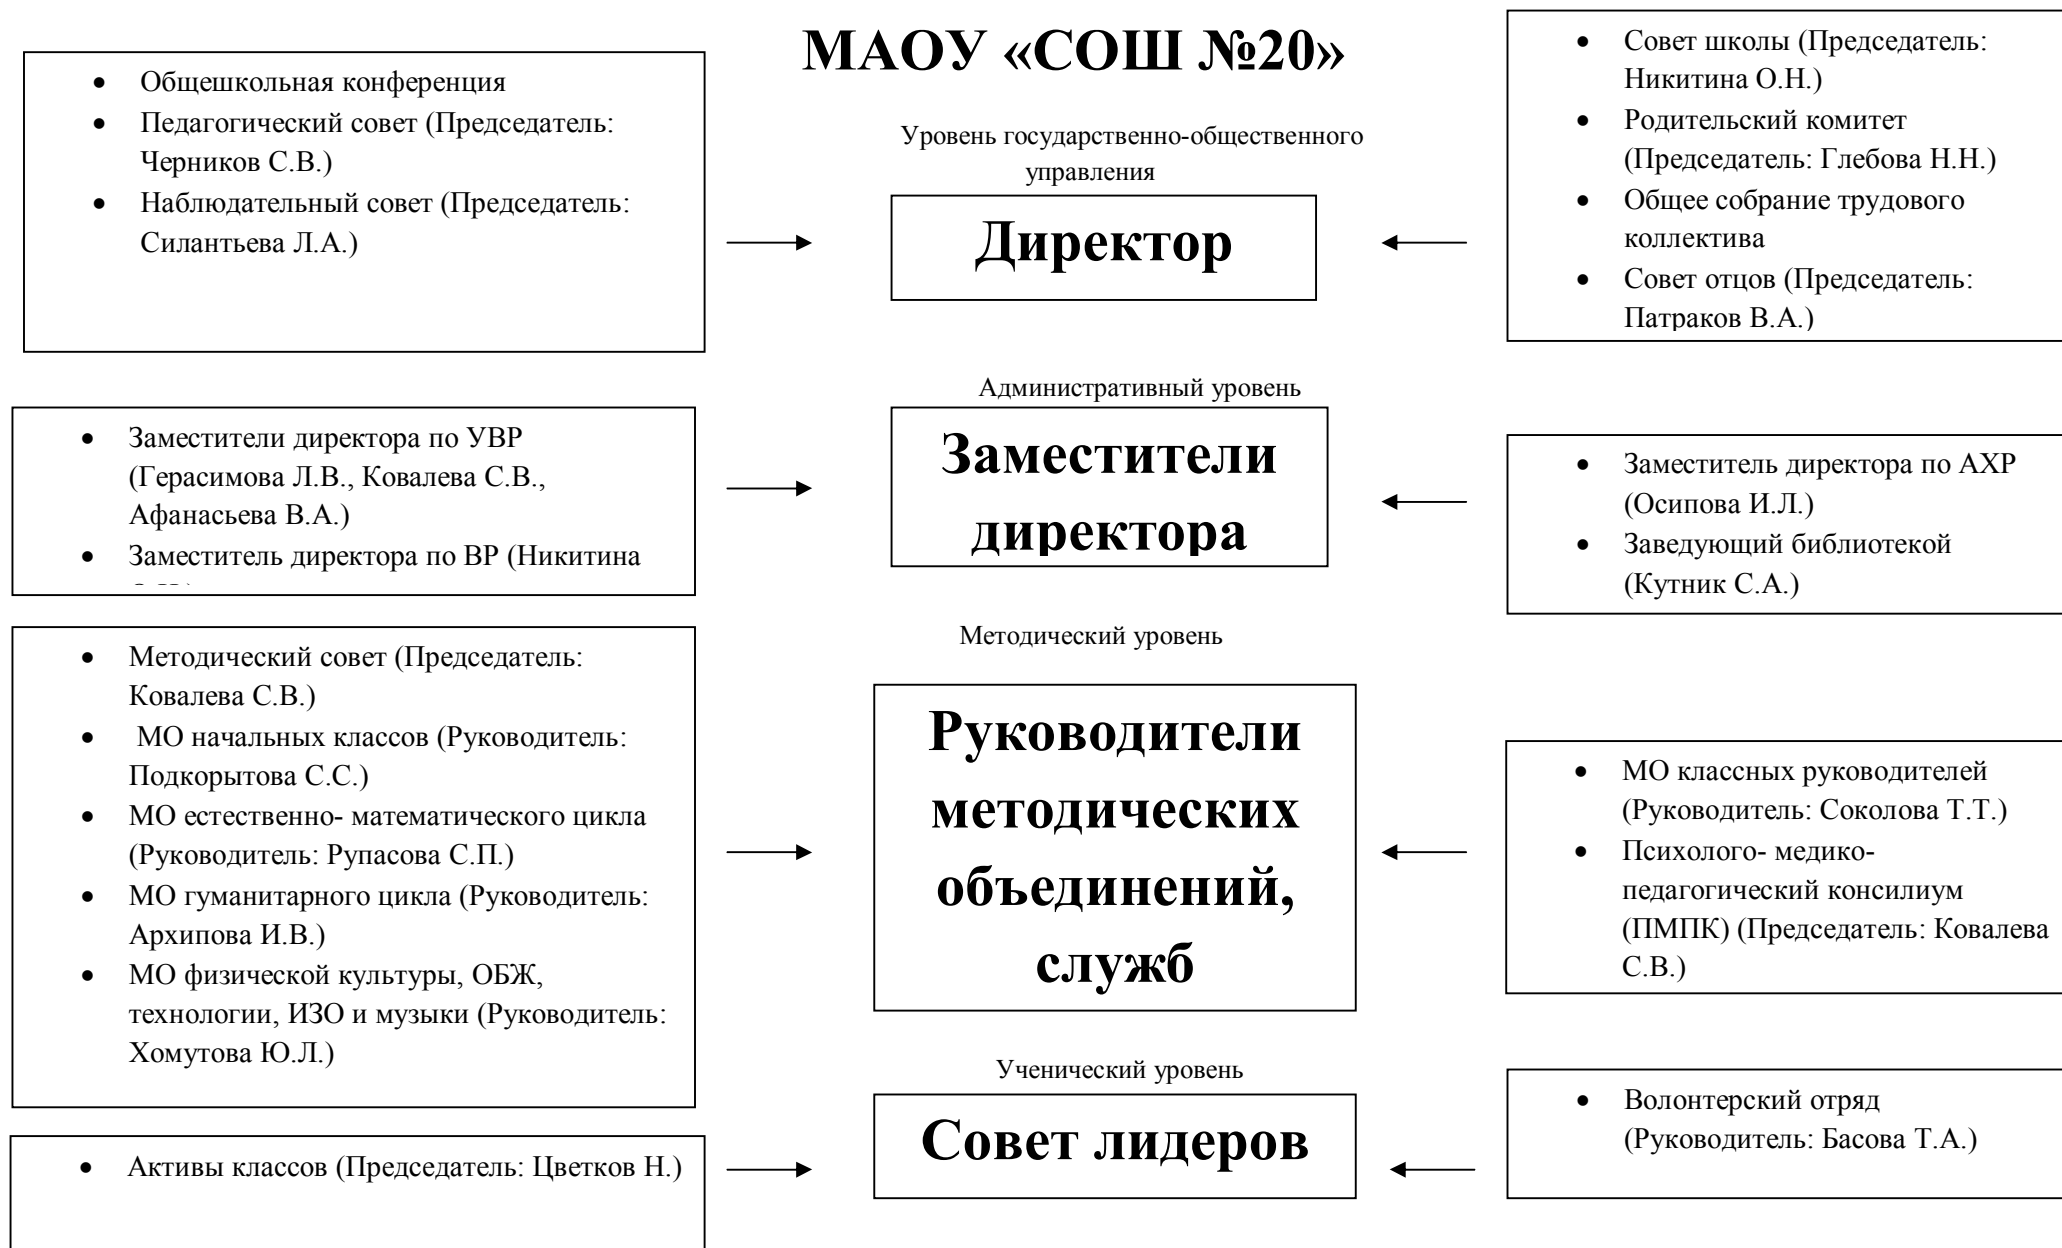 МАОУ «СОШ №20»
• Общешкольная конференция
• Педагогический совет (Председатель:
Черников С.В.)
• Наблюдательный совет (Председатель:
Силантьева Л.А.)
Уровень государственно-общественного
управления
Директор
• Совет школы (Председатель:
Никитина О.Н.)
• Родительский комитет
(Председатель: Глебова Н.Н.)
• Общее собрание трудового
коллектива
• Совет отцов (Председатель:
Патраков В.А.)
Административный уровень
• Заместители директора по УВР
(Герасимова Л.В., Ковалева С.В.,
Афанасьева В.А.)
• Заместитель директора по ВР (Никитина
Заместители
директора
• Заместитель директора по АХР
(Осипова И.Л.)
• Заведующий библиотекой
(Кутник С.А.)
Методический уровень
• Методический совет (Председатель:
Ковалева С.В.)
• МО начальных классов (Руководитель:
Подкорытова С.С.)
• МО естественно- математического цикла
(Руководитель: Рупасова С.П.)
• МО гуманитарного цикла (Руководитель:
Архипова И.В.)
• МО физической культуры, ОБЖ,
технологии, ИЗО и музыки (Руководитель:
Хомутова Ю.Л.)
Руководители
методических
объединений,
служб
• МО классных руководителей
(Руководитель: Соколова Т.Т.)
• Психолого- медико-
педагогический консилиум
(ПМПК) (Председатель: Ковалева
С.В.)
Ученический уровень
• Активы классов (Председатель: Цветков Н.)
Совет лидеров
• Волонтерский отряд
(Руководитель: Басова Т.А.)